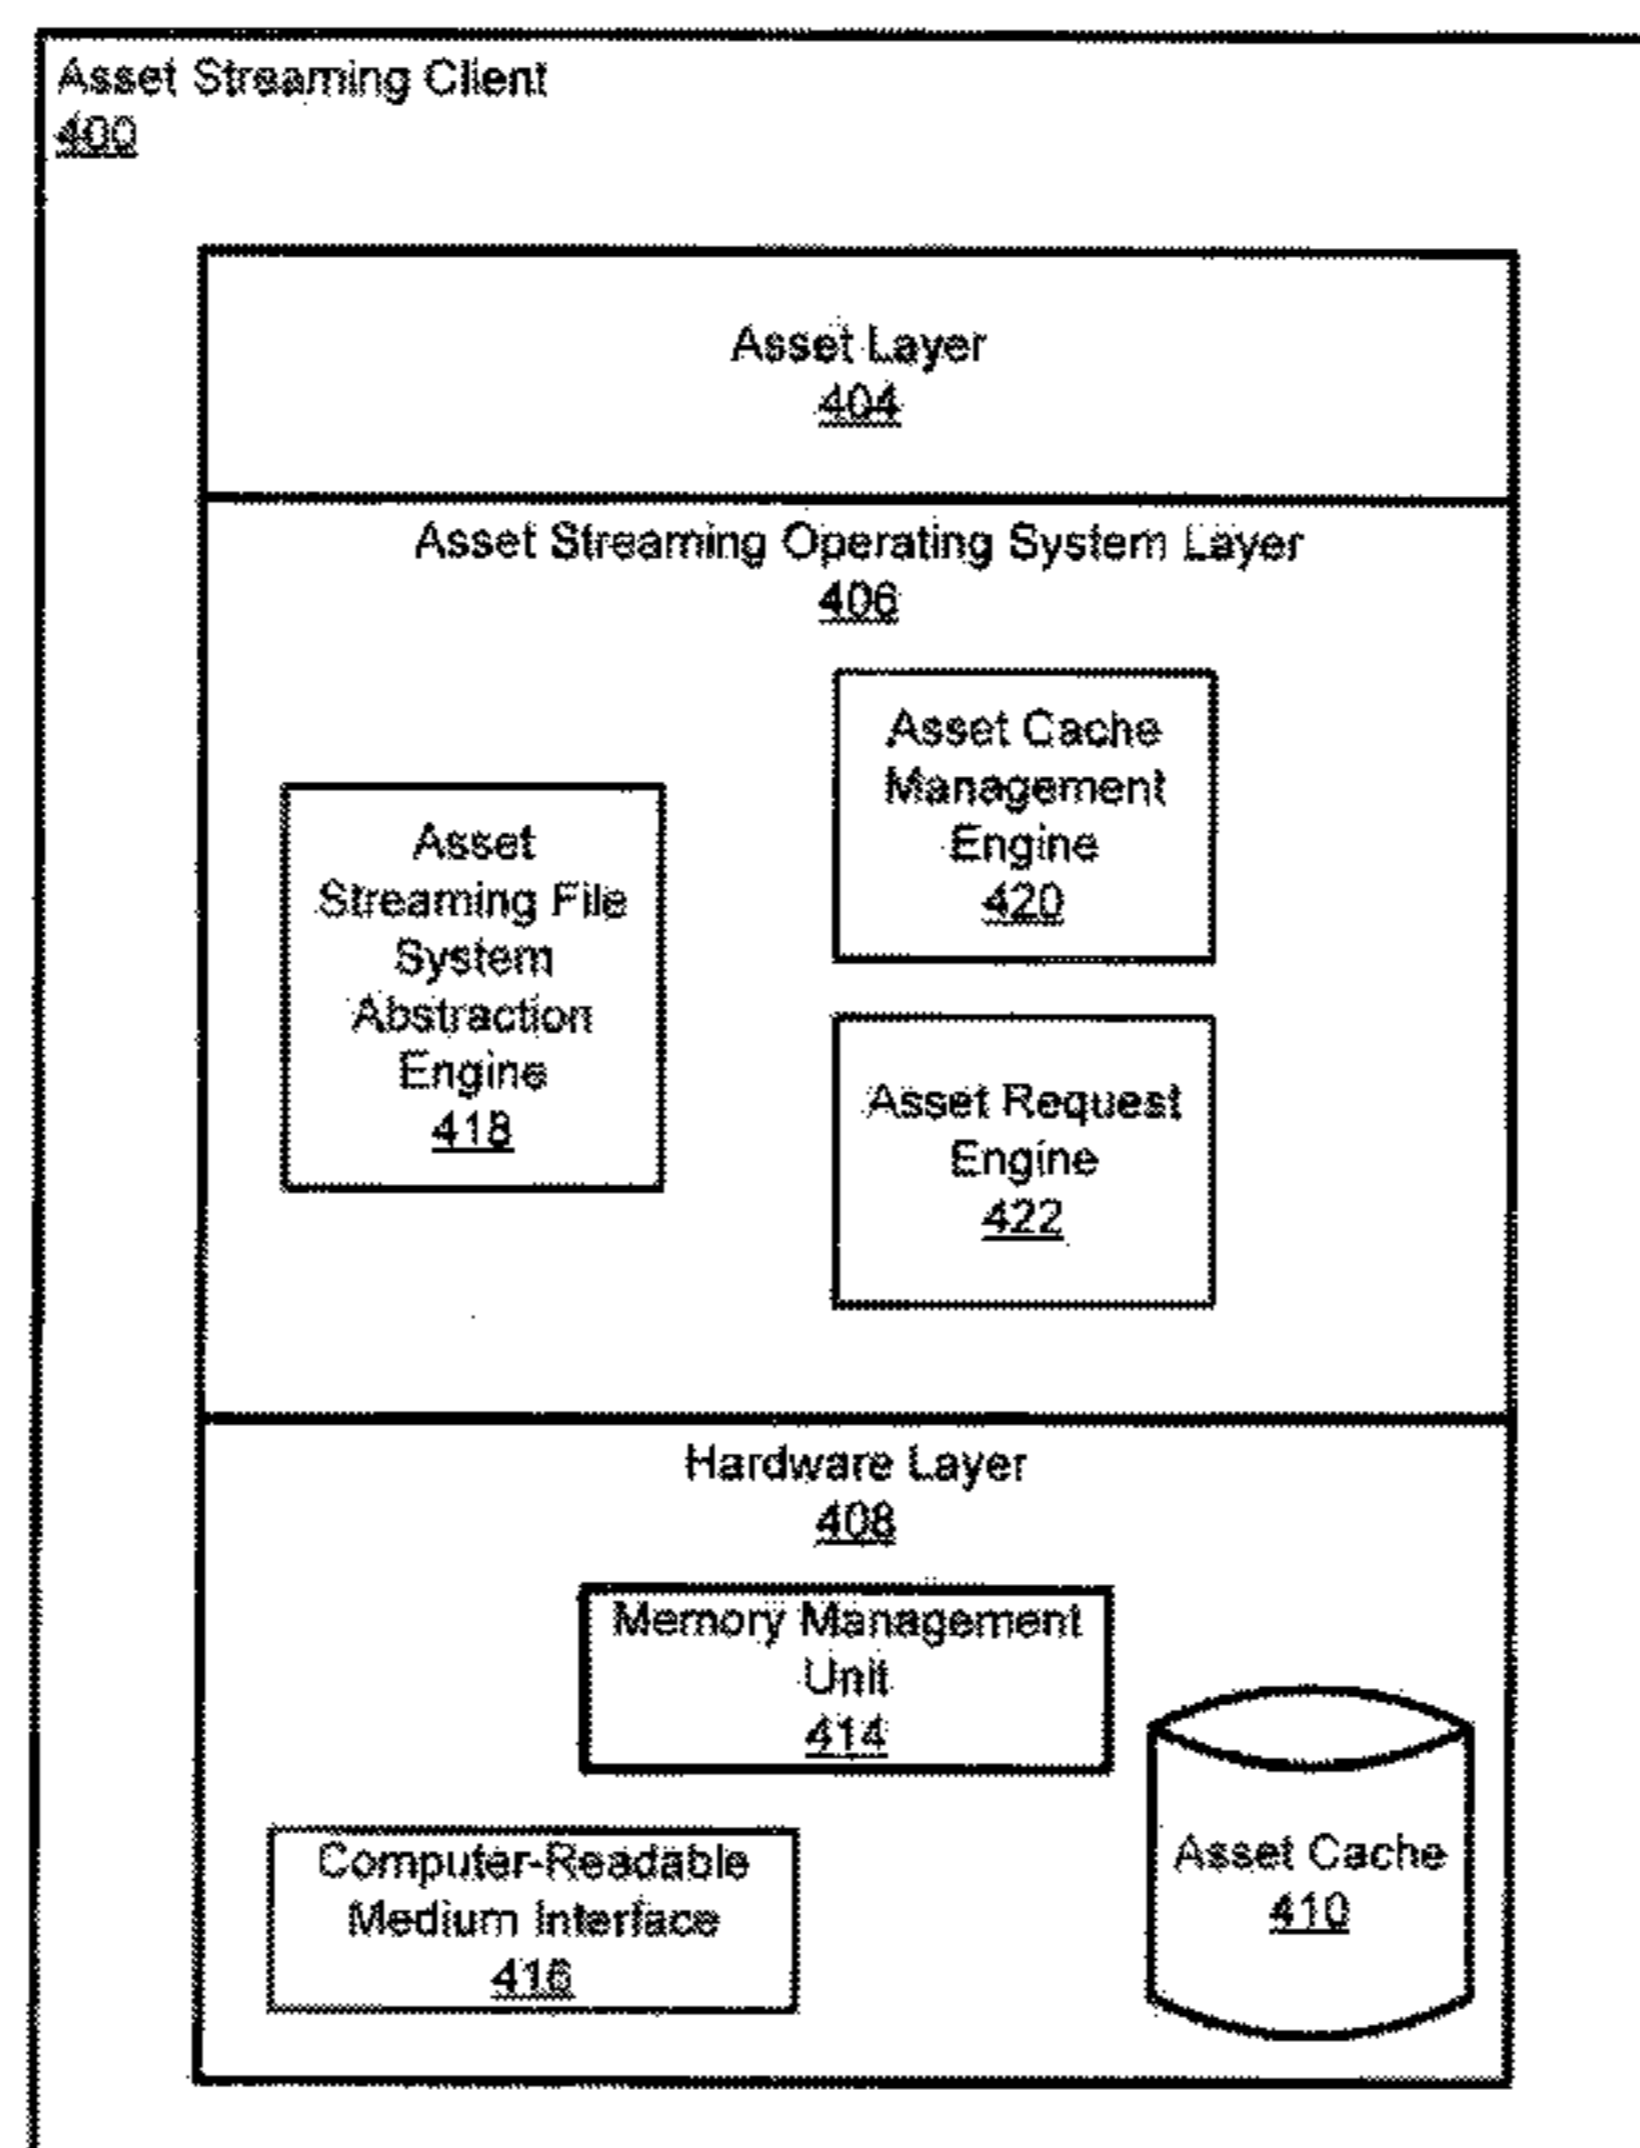 Asset Streaming Client
400
Asset Layer
404
Asset Streaming Operating System Layer
406
Asset Cache
Management
Engine
420
Asset
Streaming File
System
Abstraction
Engine
418
Asset Request
Engine
422
Hardware Layer
408
Memory Management
Unit
414
Computer-Readable
Medium Interface
416
Asset Cache
410